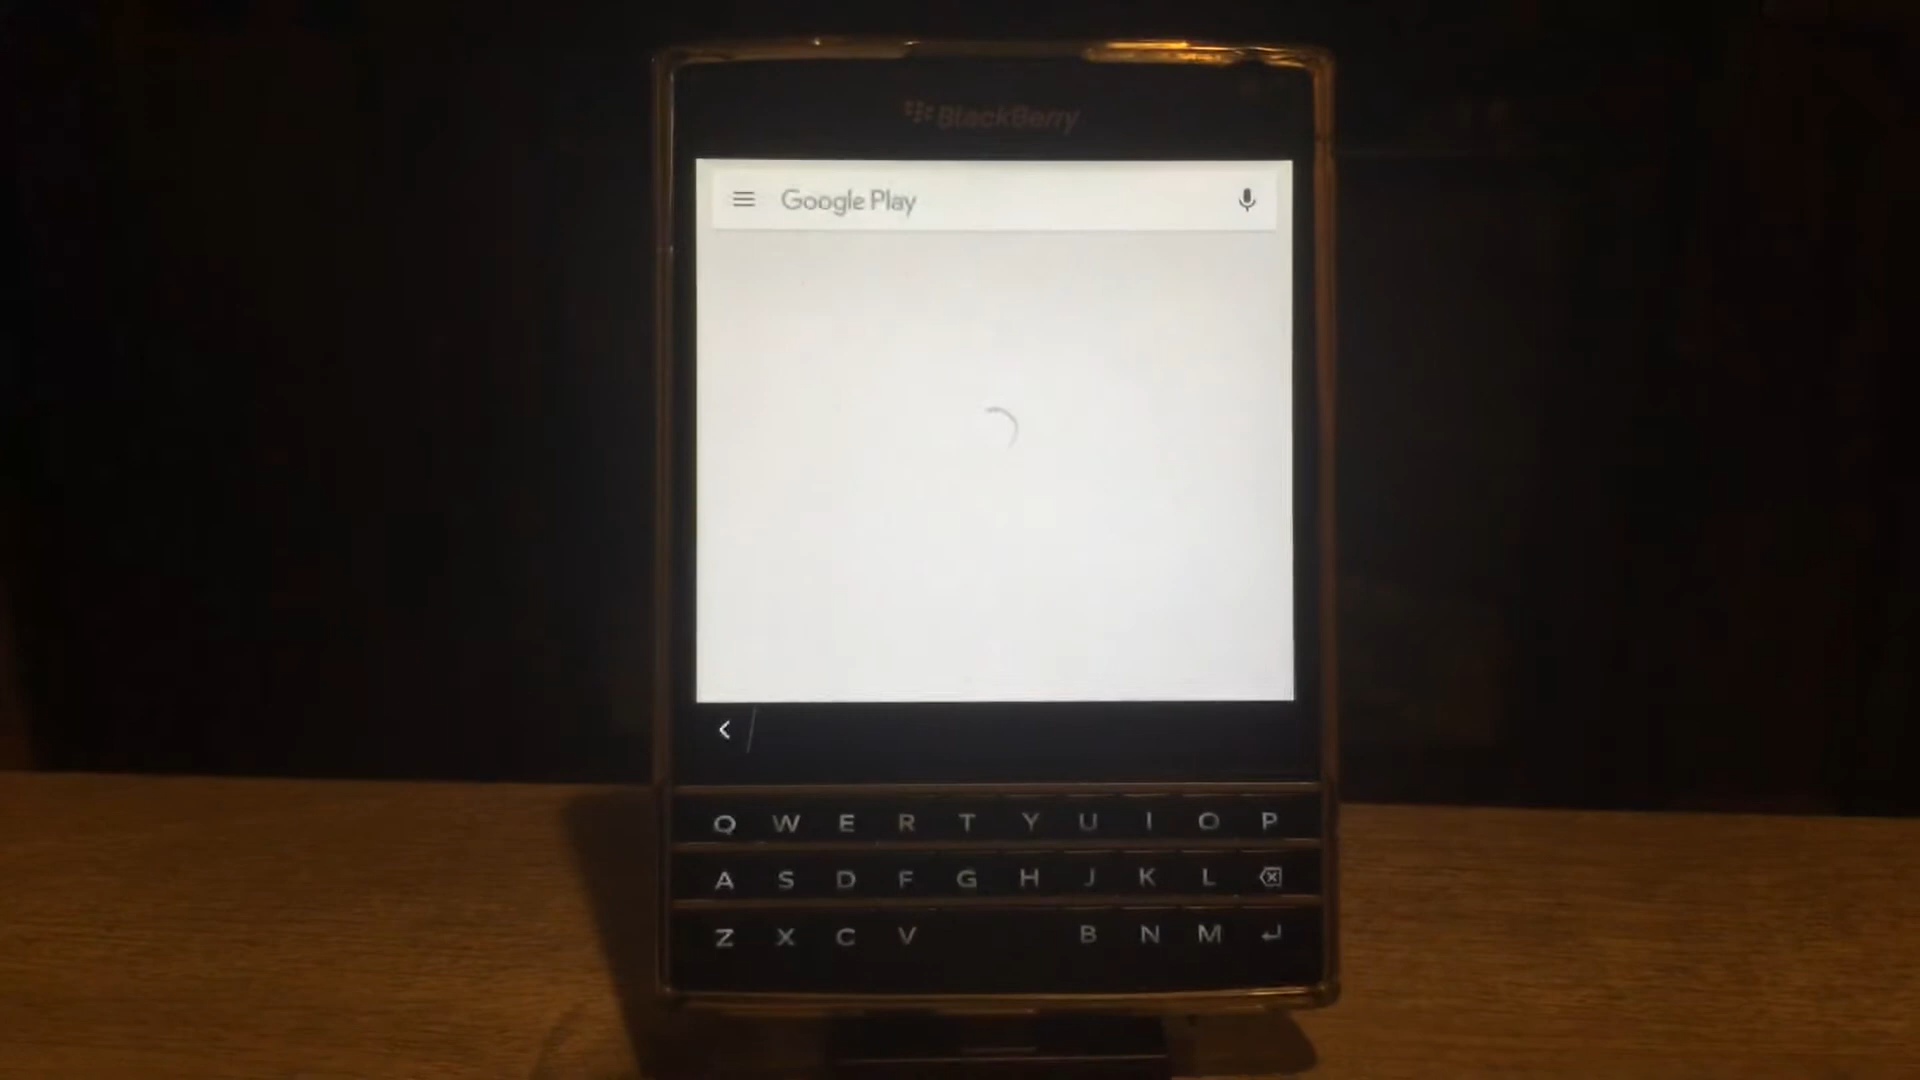 BlackBerry
Google Play
Q W E R T Y U I O P
A S D F G H J K L
Z X C V B N M